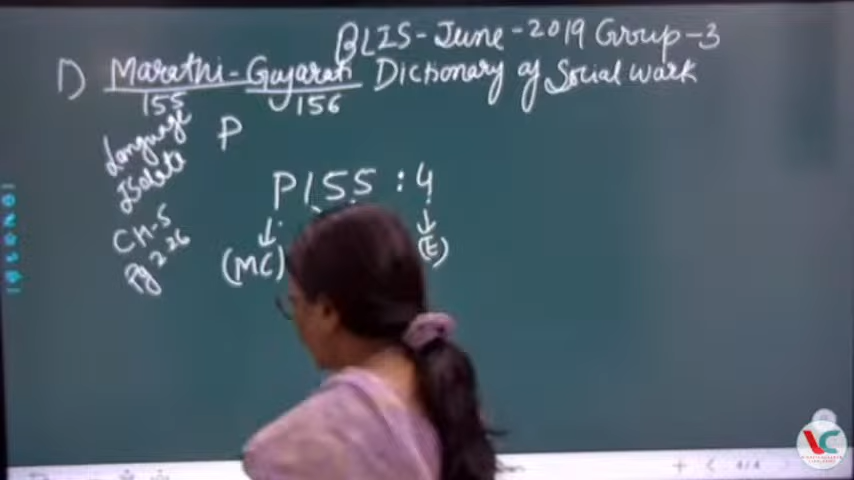 BLIS-June-2019 Group-3
D Marathi-Gujarati Dictionary of Social Work
155 156
Language
Isolate
CH-5
Pg 226
P
P155:4
(MC)
(E)
VC